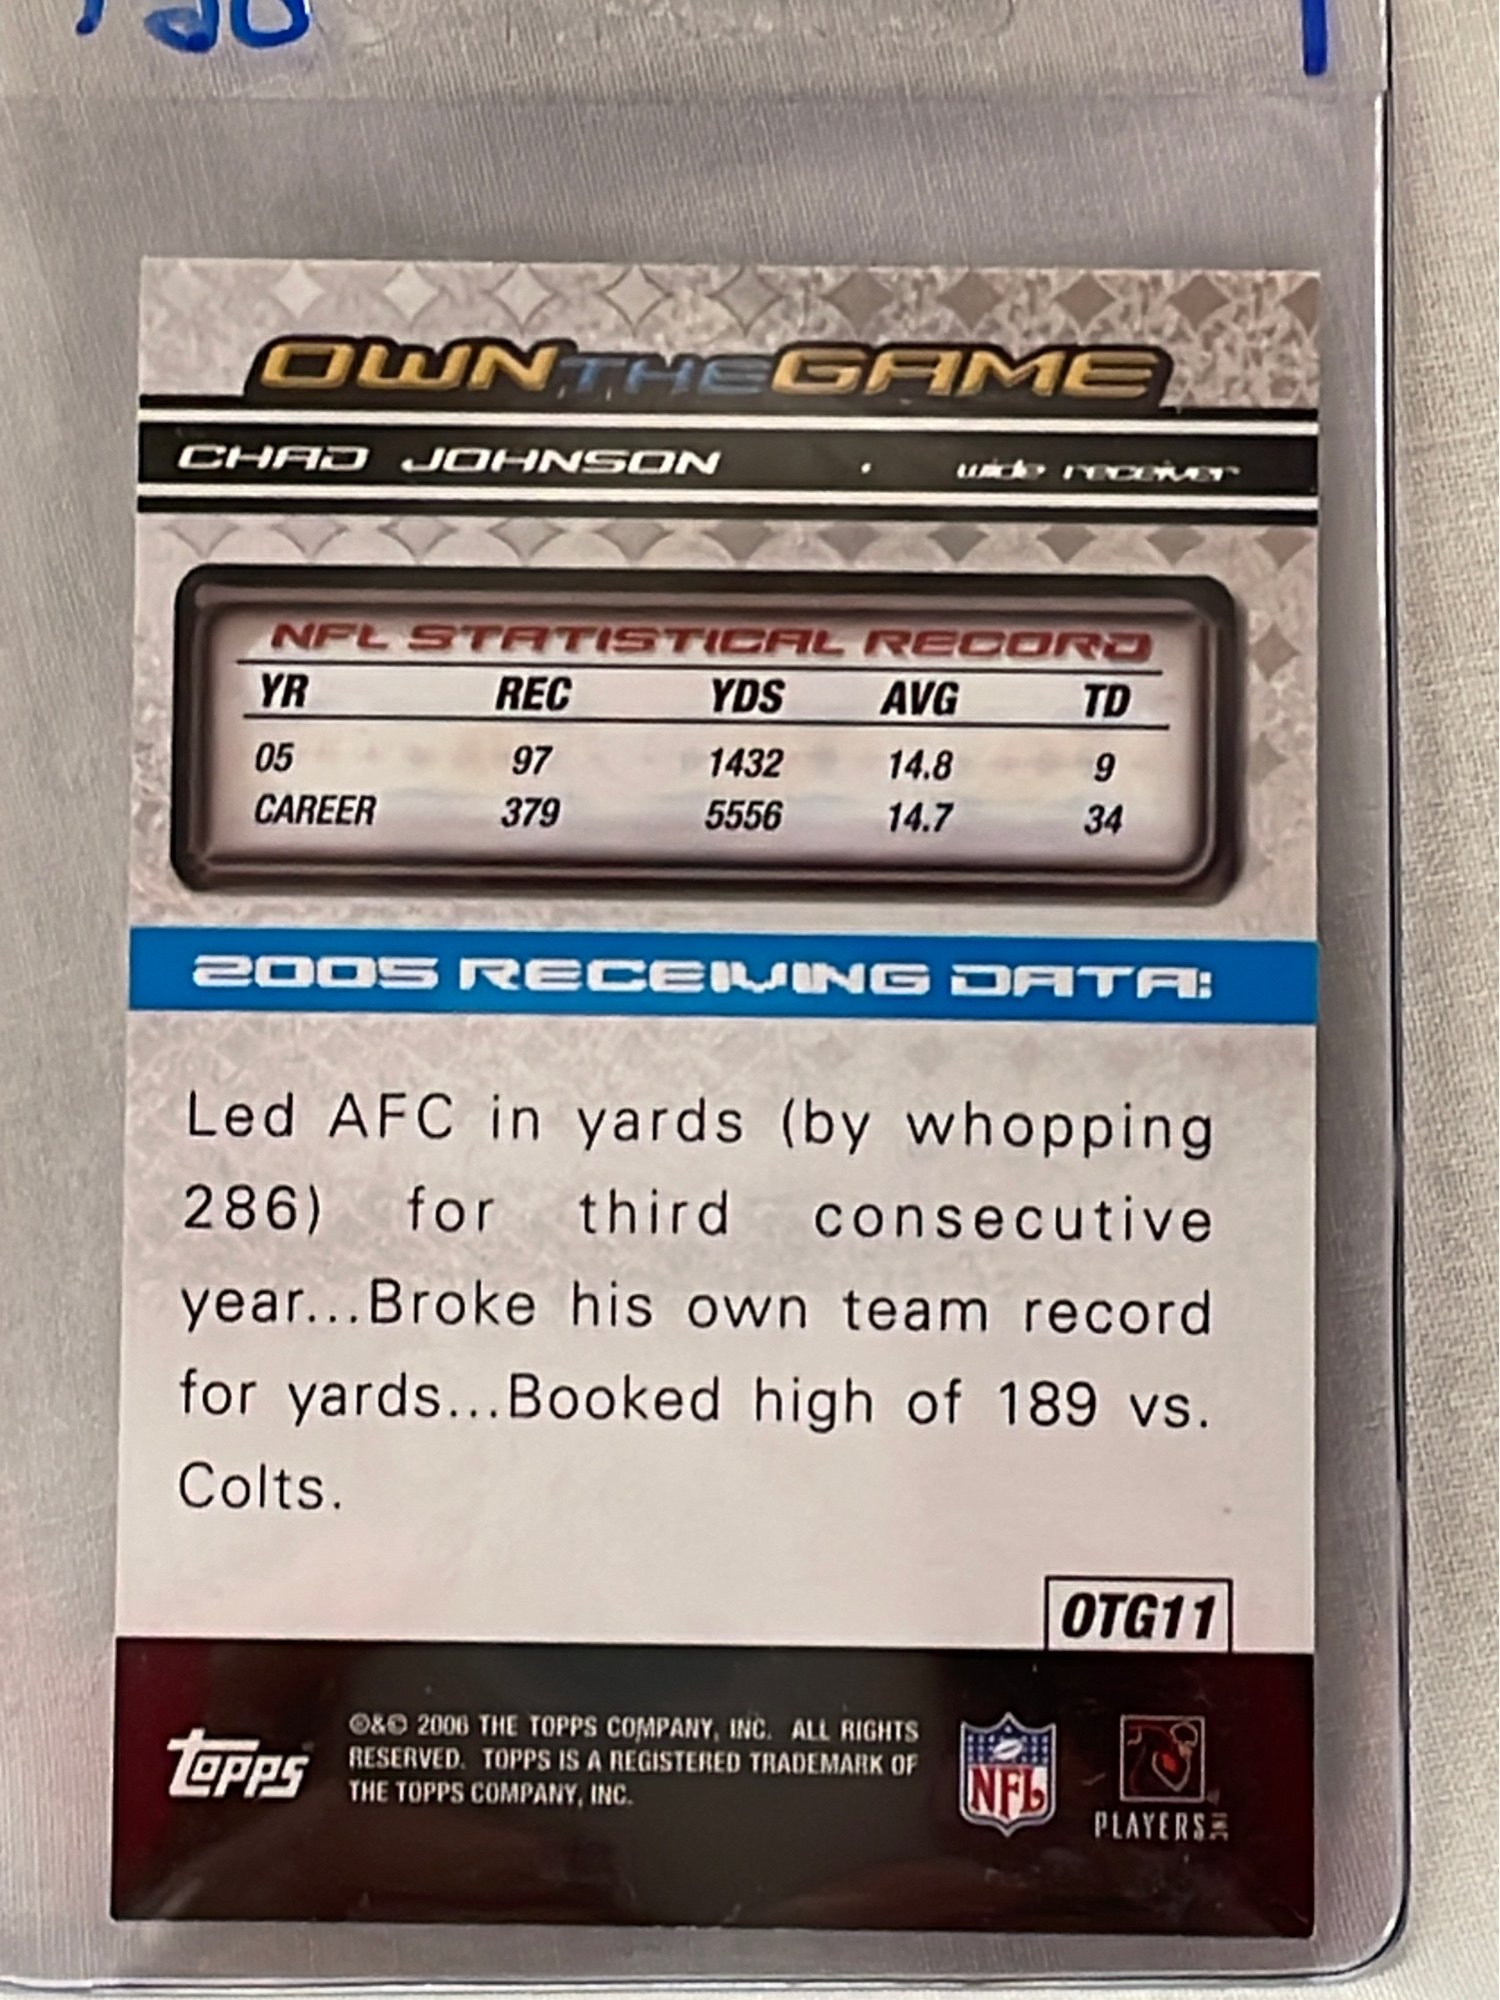 OWN THE GAME
CHAD JOHNSON · wide receiver
NFL STATISTICAL RECORD
YR REC YDS AVG TD
05 97 1432 14.8 9
CAREER 379 5556 14.7 34
2005 RECEIVING DATA:
Led AFC in yards (by whopping
286) for third consecutive
year...Broke his own team record
for yards...Booked high of 189 vs.
Colts.
OTG11
Topps
©&© 2006 THE TOPPS COMPANY, INC. ALL RIGHTS
RESERVED. TOPPS IS A REGISTERED TRADEMARK OF
THE TOPPS COMPANY, INC.
NFL
PLAYERS INC